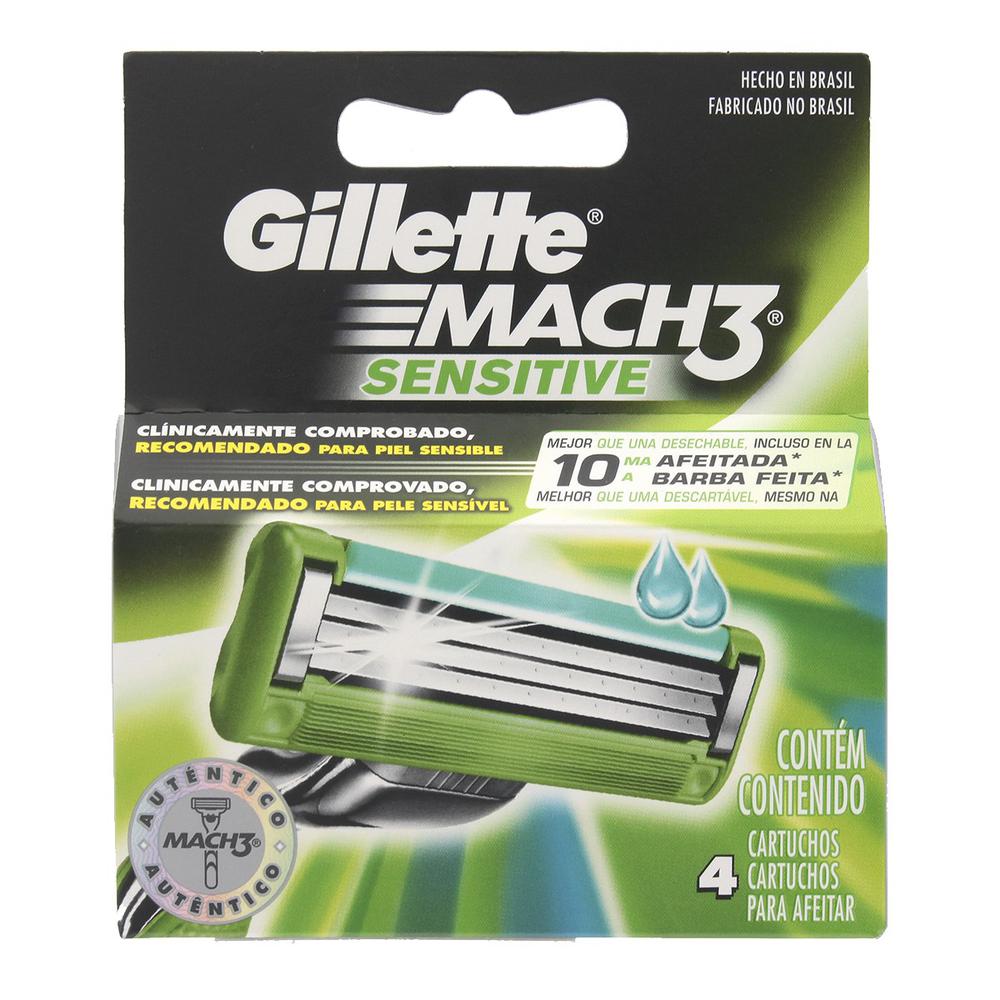 HECHO EN BRASIL
FABRICADO NO BRASIL
Gillette®
MACH3®
SENSITIVE
CLÍNICAMENTE COMPROBADO,
RECOMENDADO PARA PIEL SENSIBLE
CLINICAMENTE COMPROVADO,
RECOMENDADO PARA PELE SENSÍVEL
MEJOR QUE UNA DESECHABLE, INCLUSO EN LA
10 MA AFEITADA*
A BARBA FEITA*
MELHOR QUE UMA DESCARTÁVEL, MESMO NA
CONTÉM
CONTENIDO
4 CARTUCHOS
CARTUCHOS
PARA AFEITAR
AUTÉNTICO
MACH3®
AUTÊNTICO